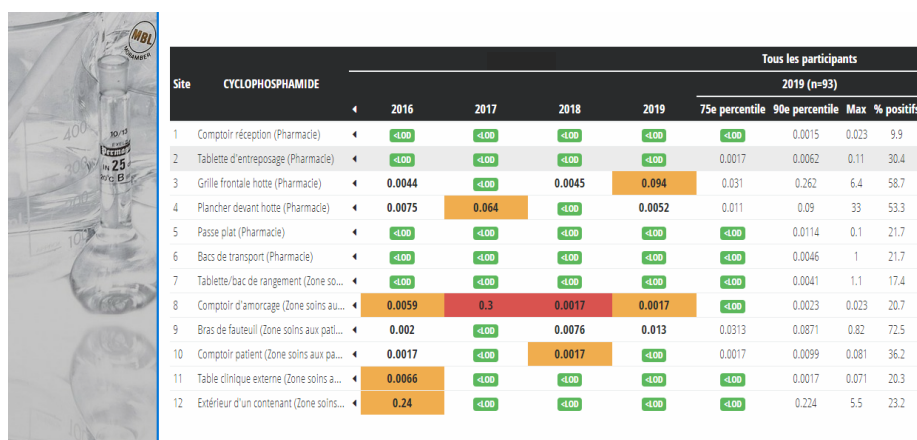 MBL
Tous les participants
Site CYCLOPHOSPHAMIDE 2019 (n=93)
2016 2017 2018 2019 75e percentile 90e percentile Max % positifs
1 Comptoir réception (Pharmacie) <LOD <LOD <LOD <LOD <LOD 0.0015 0.023 9.9
2 Tablette d'entreposage (Pharmacie) <LOD <LOD <LOD <LOD 0.0017 0.0062 0.11 30.4
3 Grille frontale hotte (Pharmacie) 0.0044 <LOD 0.0045 0.094 0.031 0.262 6.4 58.7
4 Plancher devant hotte (Pharmacie) 0.0075 0.064 <LOD 0.0052 0.011 0.09 33 53.3
5 Passe plat (Pharmacie) <LOD <LOD <LOD <LOD <LOD 0.0114 0.1 21.7
6 Bacs de transport (Pharmacie) <LOD <LOD <LOD <LOD <LOD 0.0046 1 21.7
7 Tablette/bac de rangement (Zone so... <LOD <LOD <LOD <LOD <LOD 0.0041 1.1 17.4
8 Comptoir d'amorçage (Zone soins au... 0.0059 0.3 0.0017 0.0017 <LOD 0.0023 0.023 20.7
9 Bras de fauteuil (Zone soins aux pati... 0.002 <LOD 0.0076 0.013 0.0313 0.0871 0.82 72.5
10 Comptoir patient (Zone soins aux pa... 0.0017 <LOD 0.0017 <LOD 0.0017 0.0099 0.081 36.2
11 Table clinique externe (Zone soins a... 0.0066 <LOD <LOD <LOD <LOD 0.0017 0.071 20.3
12 Extérieur d'un contenant (Zone soins... 0.24 <LOD <LOD <LOD <LOD 0.224 5.5 23.2
400
10/13
300
IN 25
20°C B
100